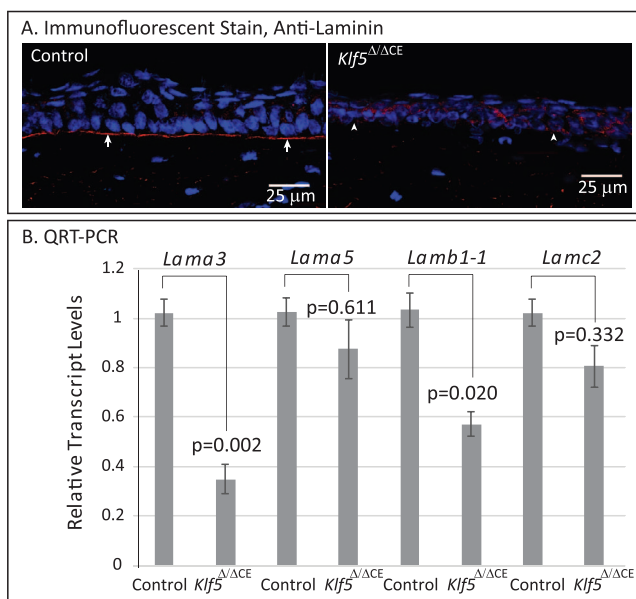 A. Immunofluorescent Stain, Anti-Laminin
Control
Klf5Δ/ΔCE
25 μm
25 μm
B. QRT-PCR
Lama3
Lama5
Lamb1-1
Lamc2
1.2
1
0.8
0.6
0.4
0.2
0
Relative Transcript Levels
p=0.002
p=0.611
p=0.020
p=0.332
Control Klf5Δ/ΔCE Control Klf5Δ/ΔCE Control Klf5Δ/ΔCE Control Klf5Δ/ΔCE